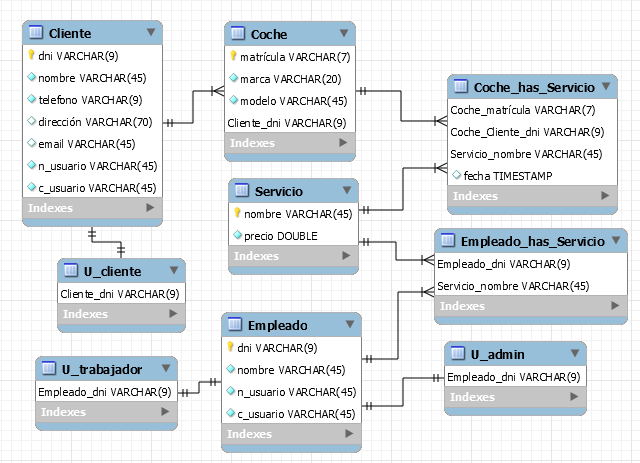 Cliente
dni VARCHAR(9)
nombre VARCHAR(45)
telefono VARCHAR(9)
dirección VARCHAR(70)
email VARCHAR(45)
n_usuario VARCHAR(45)
c_usuario VARCHAR(45)
Indexes
Coche
matrícula VARCHAR(7)
marca VARCHAR(20)
modelo VARCHAR(45)
Cliente_dni VARCHAR(9)
Indexes
Coche_has_Servicio
Coche_matrícula VARCHAR(7)
Coche_Cliente_dni VARCHAR(9)
Servicio_nombre VARCHAR(45)
fecha TIMESTAMP
Indexes
Servicio
nombre VARCHAR(45)
precio DOUBLE
Indexes
Empleado_has_Servicio
Empleado_dni VARCHAR(9)
Servicio_nombre VARCHAR(45)
Indexes
U_cliente
Cliente_dni VARCHAR(9)
Indexes
Empleado
dni VARCHAR(9)
nombre VARCHAR(45)
n_usuario VARCHAR(45)
c_usuario VARCHAR(45)
Indexes
U_trabajador
Empleado_dni VARCHAR(9)
Indexes
U_admin
Empleado_dni VARCHAR(9)
Indexes